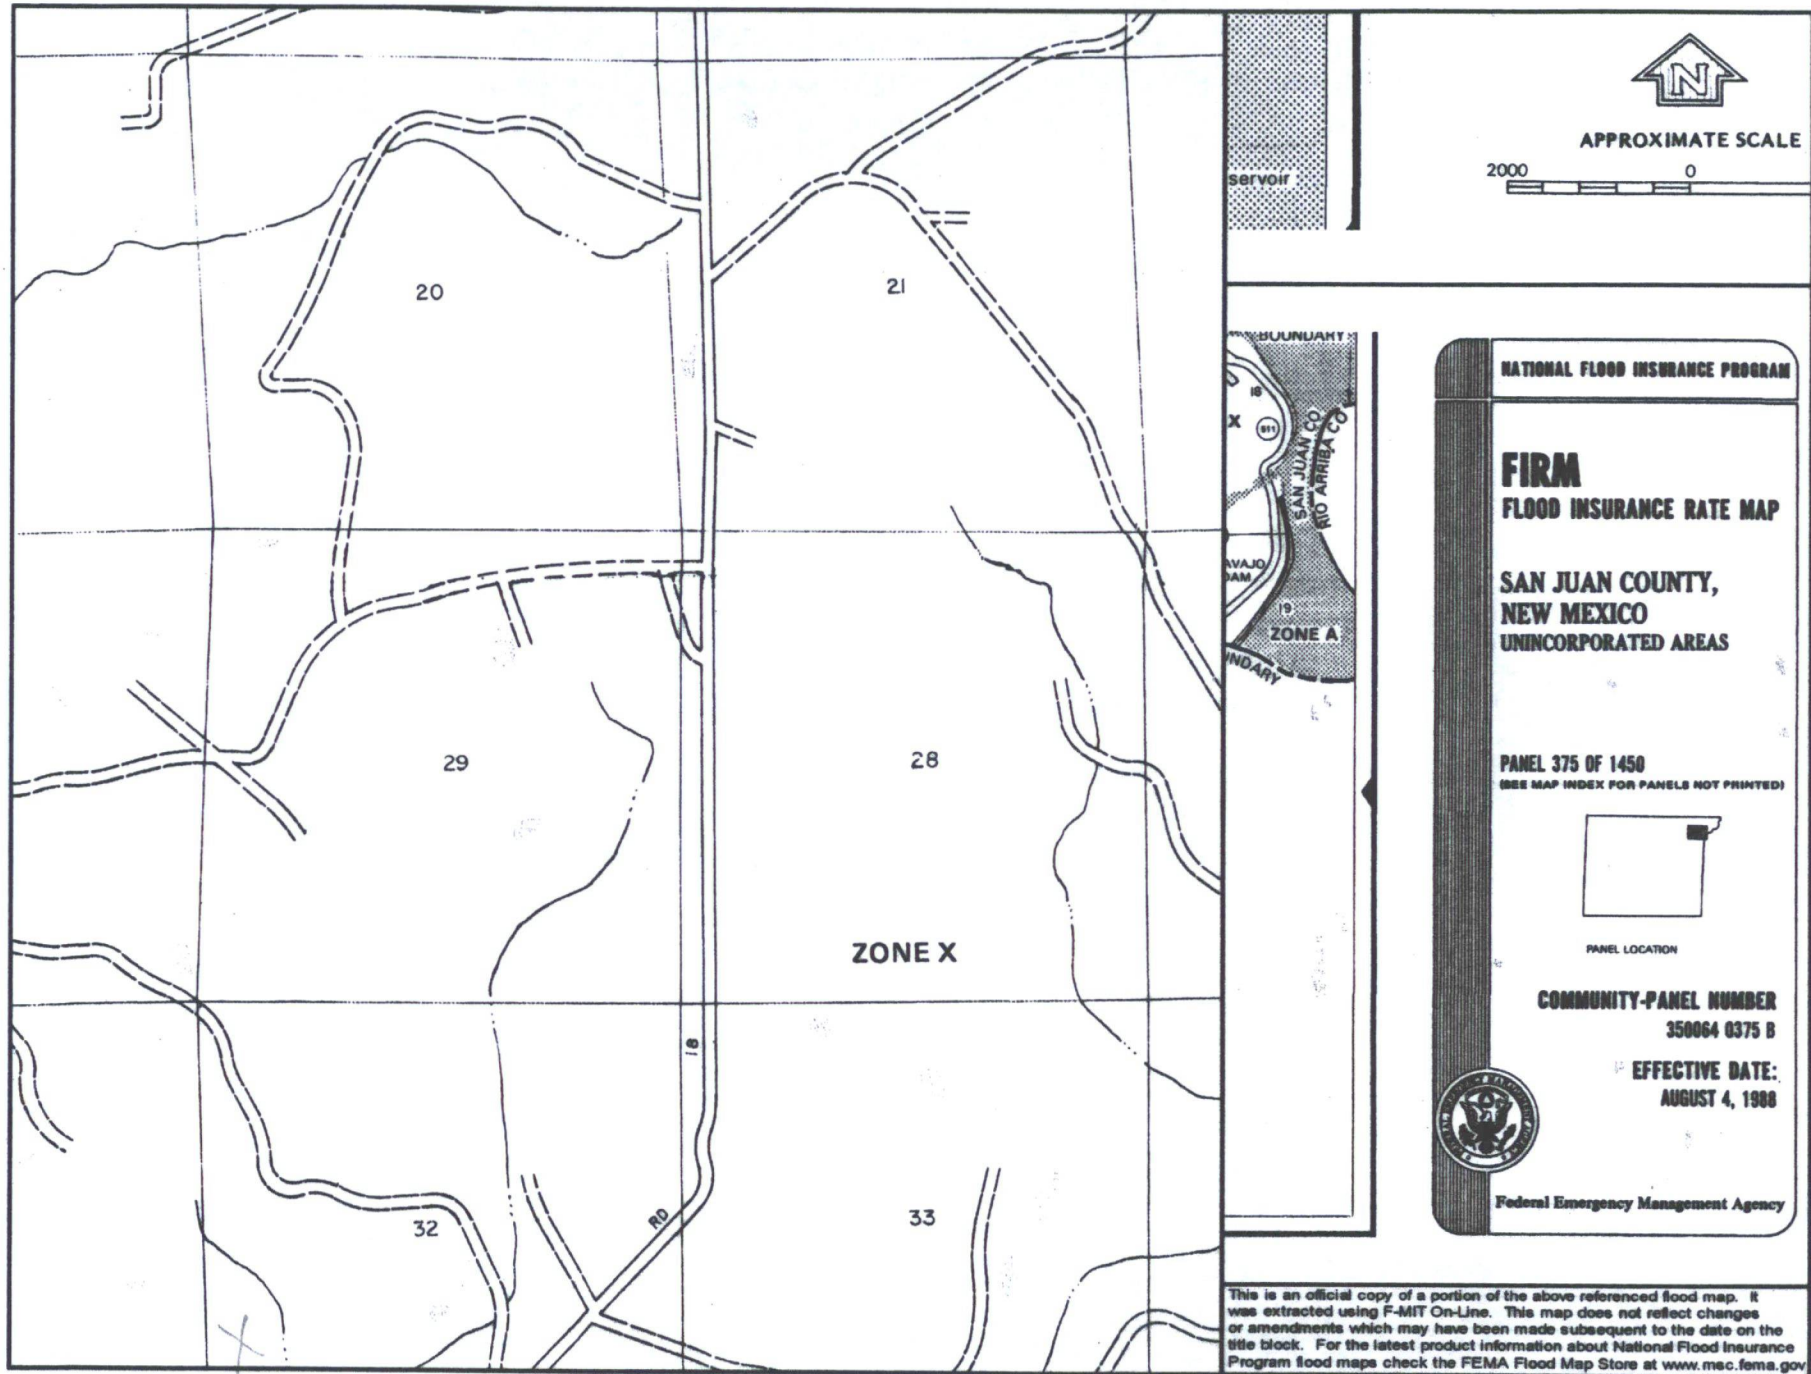 20
21
29
28
ZONE X
18
RD
32
33
servoir
N
APPROXIMATE SCALE
2000 0
BOUNDARY
18
X
511
SAN JUAN CO
RIO ARRIBA CO
AVAJO
DAM
19
ZONE A
UNDARY
NATIONAL FLOOD INSURANCE PROGRAM
FIRM
FLOOD INSURANCE RATE MAP
SAN JUAN COUNTY,
NEW MEXICO
UNINCORPORATED AREAS
PANEL 375 OF 1450
(SEE MAP INDEX FOR PANELS NOT PRINTED)
PANEL LOCATION
COMMUNITY-PANEL NUMBER
350064 0375 B
EFFECTIVE DATE:
AUGUST 4, 1988
Federal Emergency Management Agency
This is an official copy of a portion of the above referenced flood map. It
was extracted using F-MIT On-Line. This map does not reflect changes
or amendments which may have been made subsequent to the date on the
title block. For the latest product information about National Flood Insurance
Program flood maps check the FEMA Flood Map Store at www.msc.fema.gov